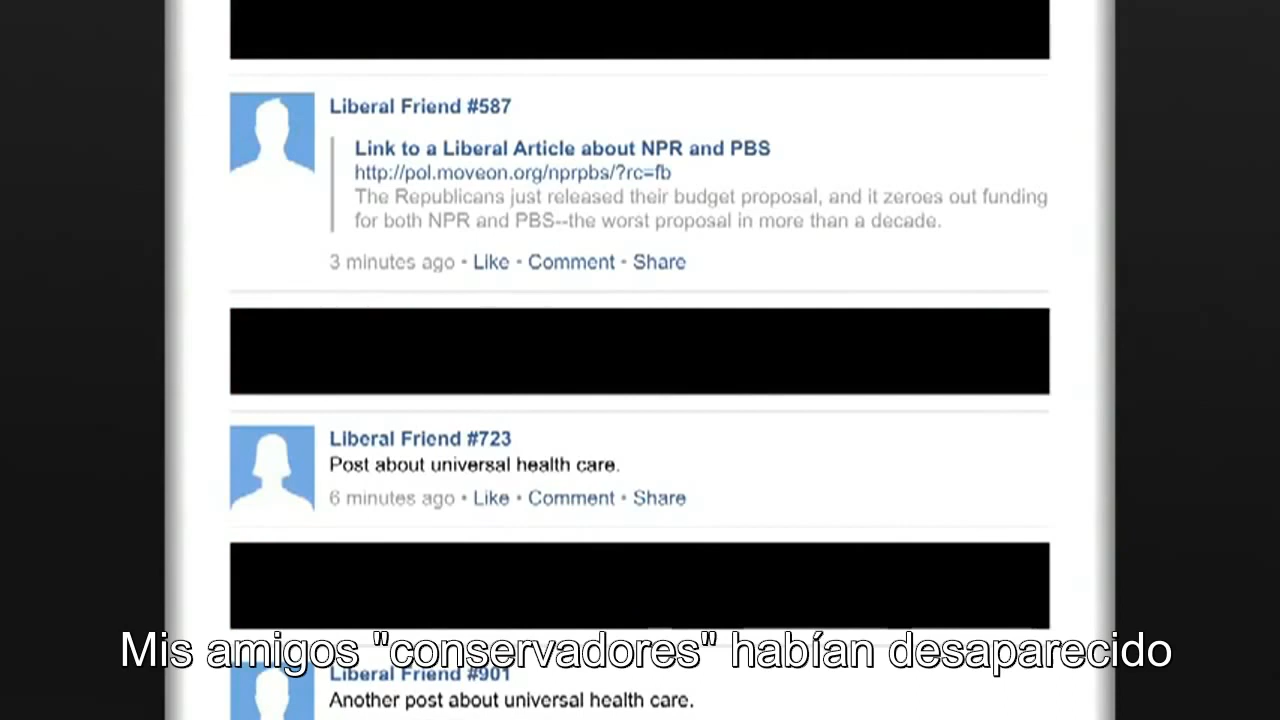 Liberal Friend #587
Link to a Liberal Article about NPR and PBS
http://pol.moveon.org/nprpbs/?rc=fb
The Republicans just released their budget proposal, and it zeroes out funding
for both NPR and PBS--the worst proposal in more than a decade.
3 minutes ago • Like • Comment • Share
Liberal Friend #723
Post about universal health care.
6 minutes ago • Like • Comment • Share
Mis amigos "conservadores" habían desaparecido
Liberal Friend #901
Another post about universal health care.